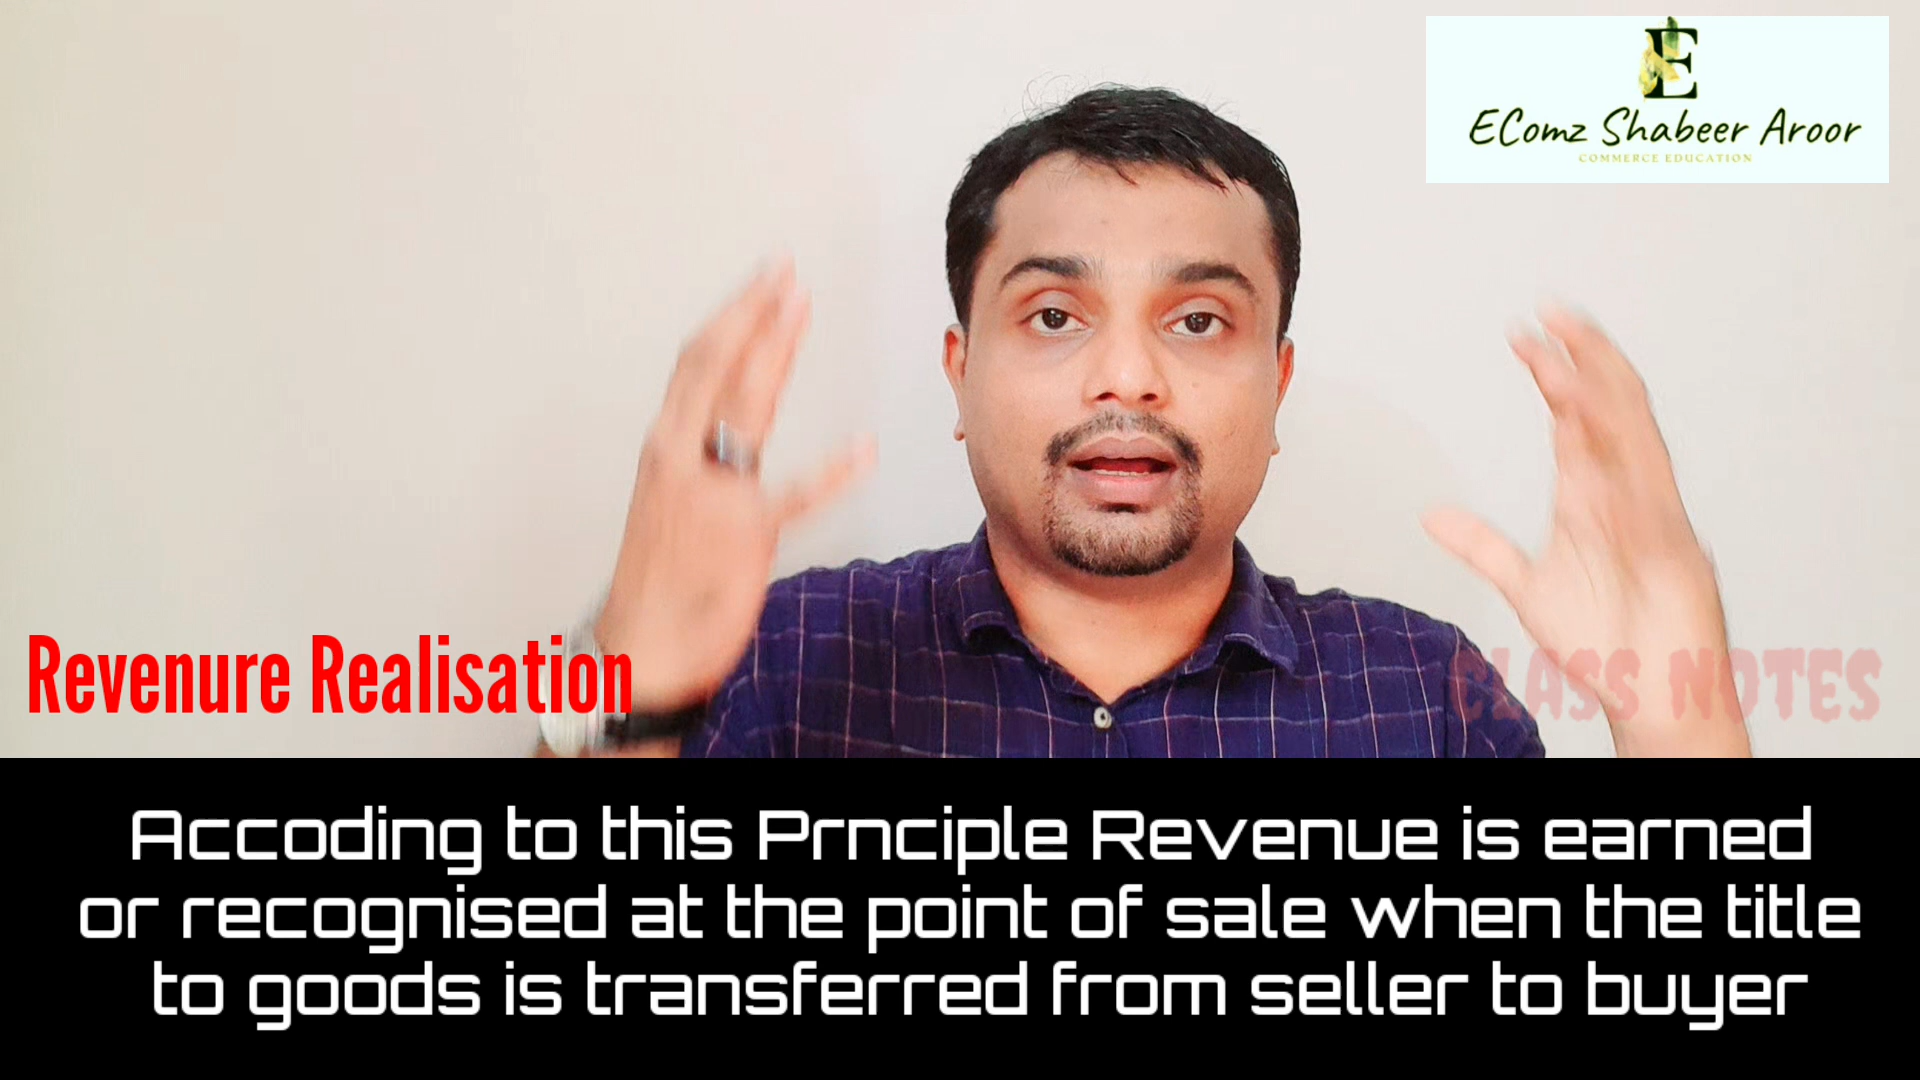 E
EComz Shabeer Aroor
COMMERCE EDUCATION
Revenure Realisation
CLASS NOTES
Accoding to this Prnciple Revenue is earned
or recognised at the point of sale when the title
to goods is transferred from seller to buyer